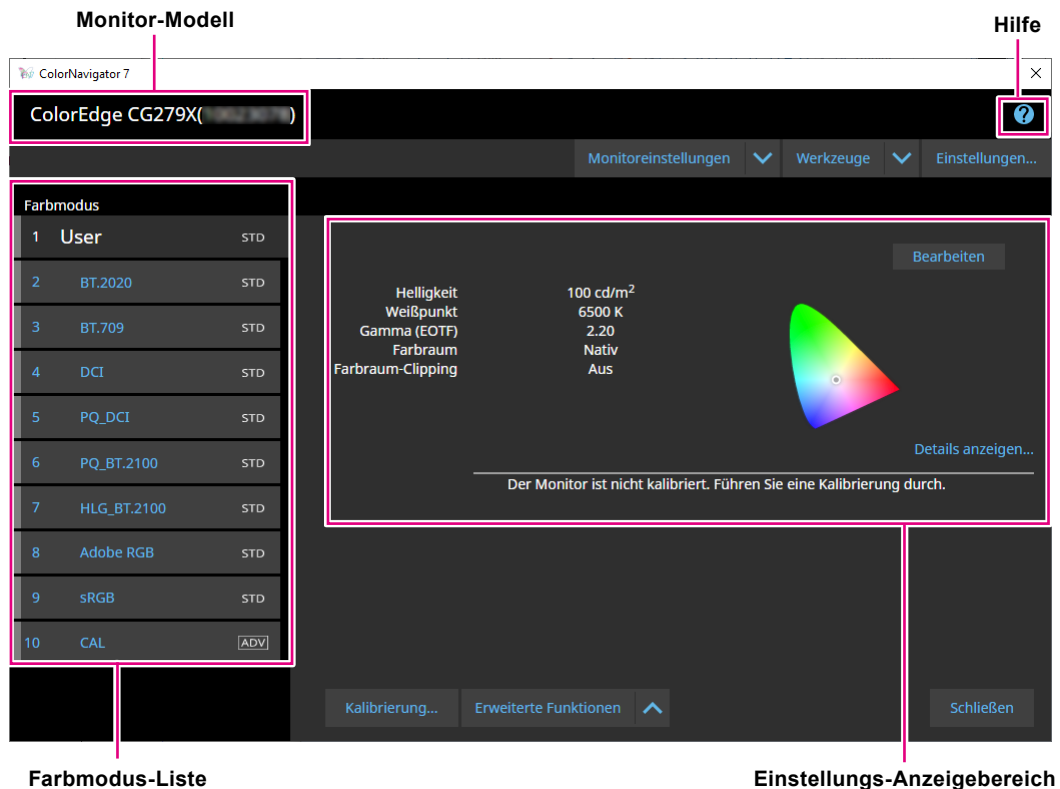 Monitor-Modell
Hilfe
ColorNavigator 7
ColorEdge CG279X( )
Monitoreinstellungen
Werkzeuge
Einstellungen...
Farbmodus
1 User STD
2 BT.2020 STD
3 BT.709 STD
4 DCI STD
5 PQ_DCI STD
6 PQ_BT.2100 STD
7 HLG_BT.2100 STD
8 Adobe RGB STD
9 sRGB STD
10 CAL ADV
Bearbeiten
Helligkeit 100 cd/m²
Weißpunkt 6500 K
Gamma (EOTF) 2.20
Farbraum Nativ
Farbraum-Clipping Aus
Details anzeigen...
Der Monitor ist nicht kalibriert. Führen Sie eine Kalibrierung durch.
Kalibrierung...
Erweiterte Funktionen
Schließen
Farbmodus-Liste
Einstellungs-Anzeigebereich